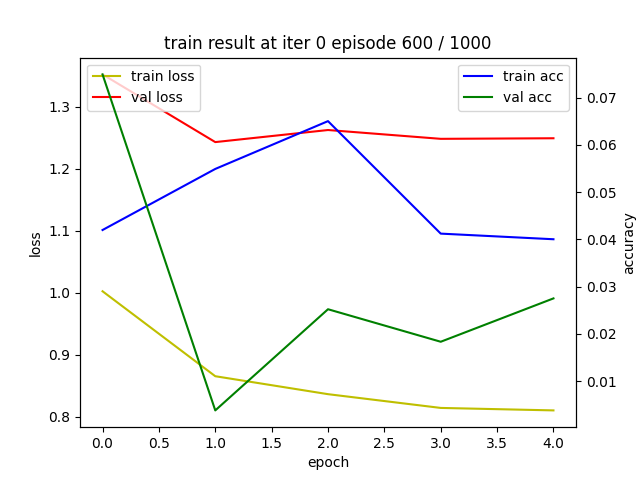 train result at iter 0 episode 600 / 1000
train loss
val loss
train acc
val acc
1.3
1.2
1.1
1.0
0.9
0.8
loss
0.07
0.06
0.05
0.04
0.03
0.02
0.01
accuracy
0.0 0.5 1.0 1.5 2.0 2.5 3.0 3.5 4.0
epoch